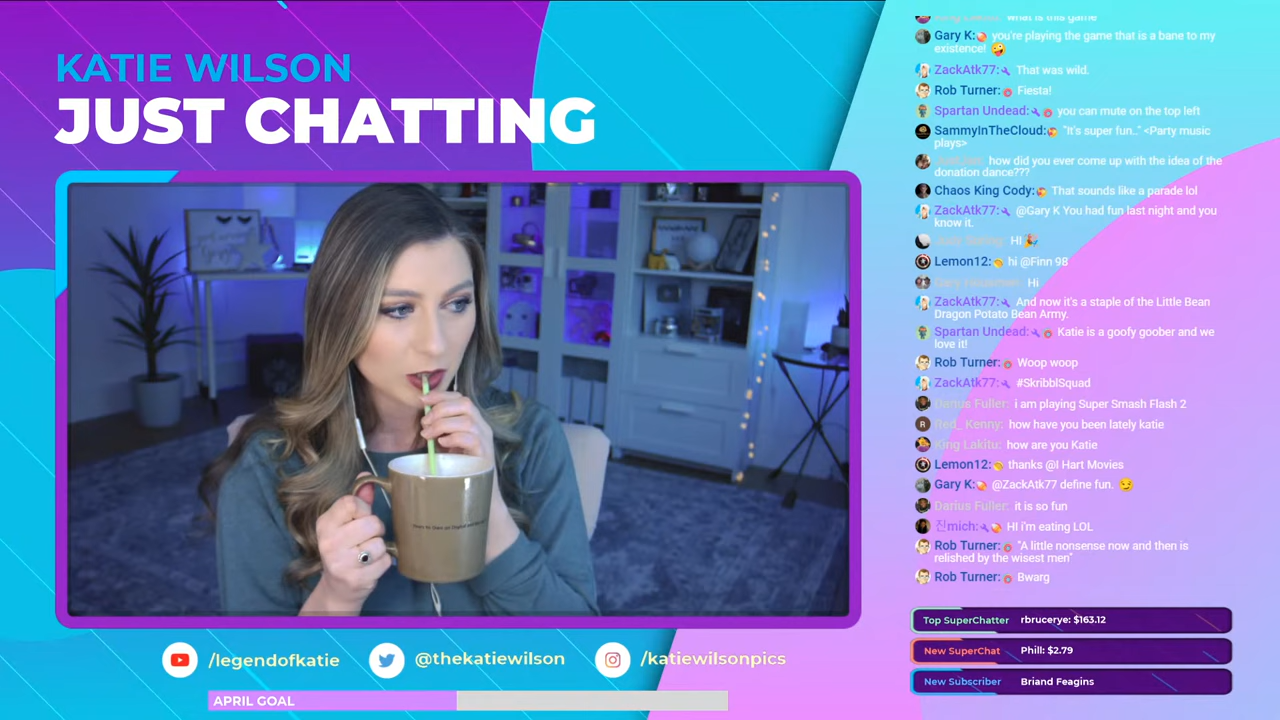 KATIE WILSON
JUST CHATTING
what is this game
Gary K: you're playing the game that is a bane to my
existence! 🤪
ZackAtk77: That was wild.
Rob Turner: Fiesta!
Spartan Undead: you can mute on the top left
SammyInTheCloud: "It's super fun.." <Party music
plays>
how did you ever come up with the idea of the
donation dance???
Chaos King Cody: That sounds like a parade lol
ZackAtk77: @Gary K You had fun last night and you
know it.
HI 🎉
Lemon12: hi @Finn 98
Hi
ZackAtk77: And now it's a staple of the Little Bean
Dragon Potato Bean Army.
Spartan Undead: Katie is a goofy goober and we
love it!
Rob Turner: Woop woop
ZackAtk77: #SkribblSquad
Darius Fuller: i am playing Super Smash Flash 2
Red_ Kenny: how have you been lately katie
King Lakitu: how are you Katie
Lemon12: thanks @I Hart Movies
Gary K: @ZackAtk77 define fun. 😏
Darius Fuller: it is so fun
진mich: HI i'm eating LOL
Rob Turner: "A little nonsense now and then is
relished by the wisest men"
Rob Turner: Bwarg
Top SuperChatter rbrucerye: $163.12
New SuperChat Phill: $2.79
New Subscriber Briand Feagins
/legendofkatie @thekatiewilson /katiewilsonpics
APRIL GOAL